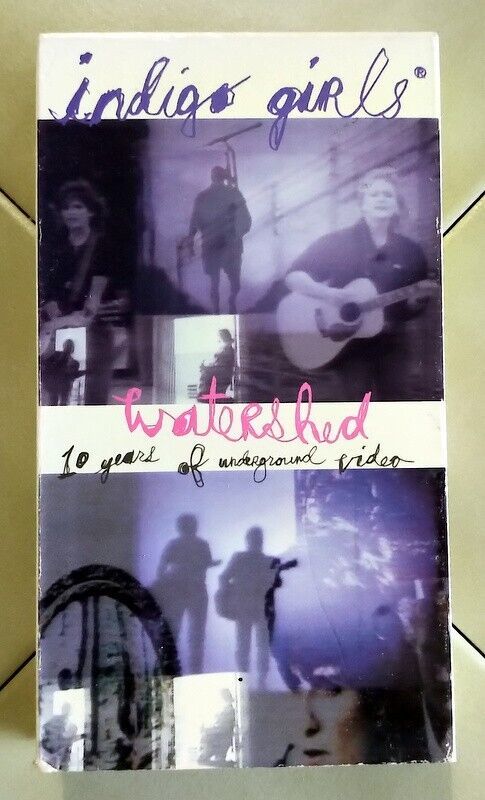 indigo girls®
watershed
10 years of underground video